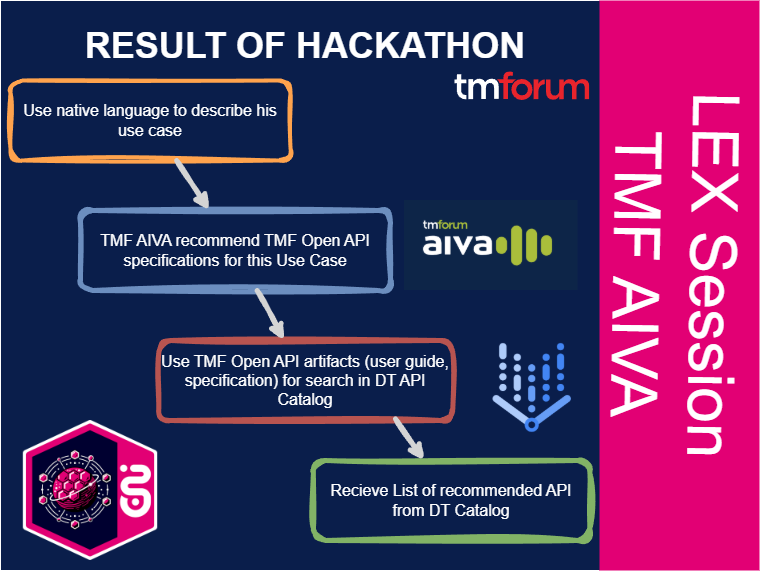 RESULT OF HACKATHON
tmforum
Use native language to describe his
use case
TMF AIVA recommend TMF Open API
specifications for this Use Case
tmforum
aiva
Use TMF Open API artifacts (user guide,
specification) for search in DT API
Catalog
Recieve List of recommended API
from DT Catalog
LEX Session
TMF AIVA